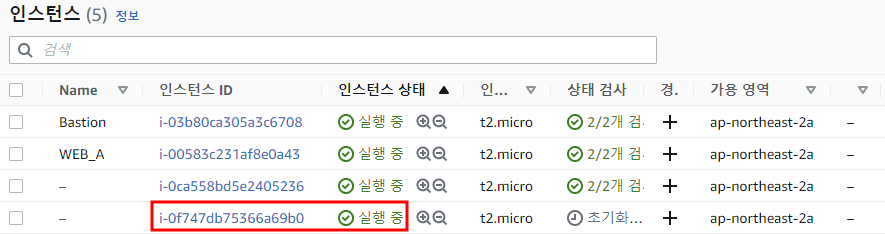 인스턴스 (5) 정보
검색
Name 인스턴스 ID 인스턴스 상태 인... 상태 검사 경. 가용 영역
Bastion i-03b80ca305a3c6708 실행 중 t2.micro 2/2개 검 ap-northeast-2a –
WEB_A i-00583c231af8e0a43 실행 중 t2.micro 2/2개 검 ap-northeast-2a –
– i-0ca558bd5e2405236 실행 중 t2.micro 2/2개 검 ap-northeast-2a –
– i-0f747db75366a69b0 실행 중 t2.micro 초기화... ap-northeast-2a –